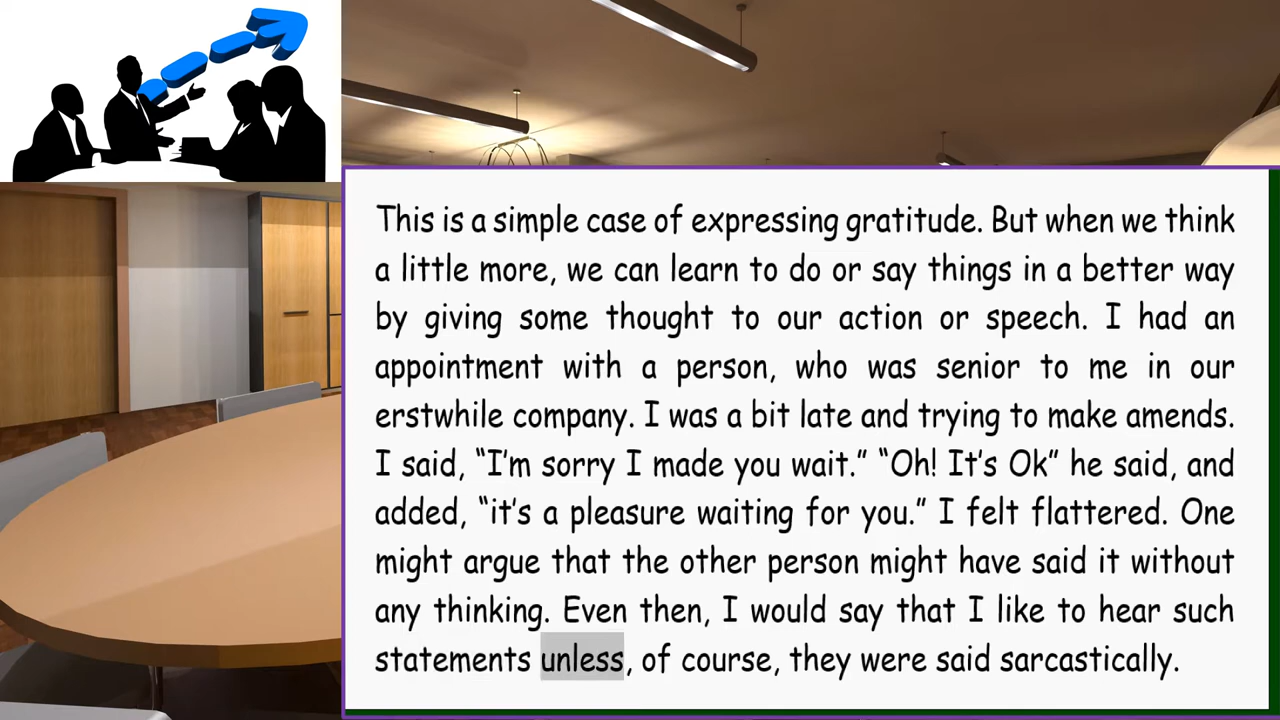 This is a simple case of expressing gratitude. But when we think
a little more, we can learn to do or say things in a better way
by giving some thought to our action or speech. I had an
appointment with a person, who was senior to me in our
erstwhile company. I was a bit late and trying to make amends.
I said, “I’m sorry I made you wait.” “Oh! It’s Ok” he said, and
added, “it’s a pleasure waiting for you.” I felt flattered. One
might argue that the other person might have said it without
any thinking. Even then, I would say that I like to hear such
statements unless, of course, they were said sarcastically.